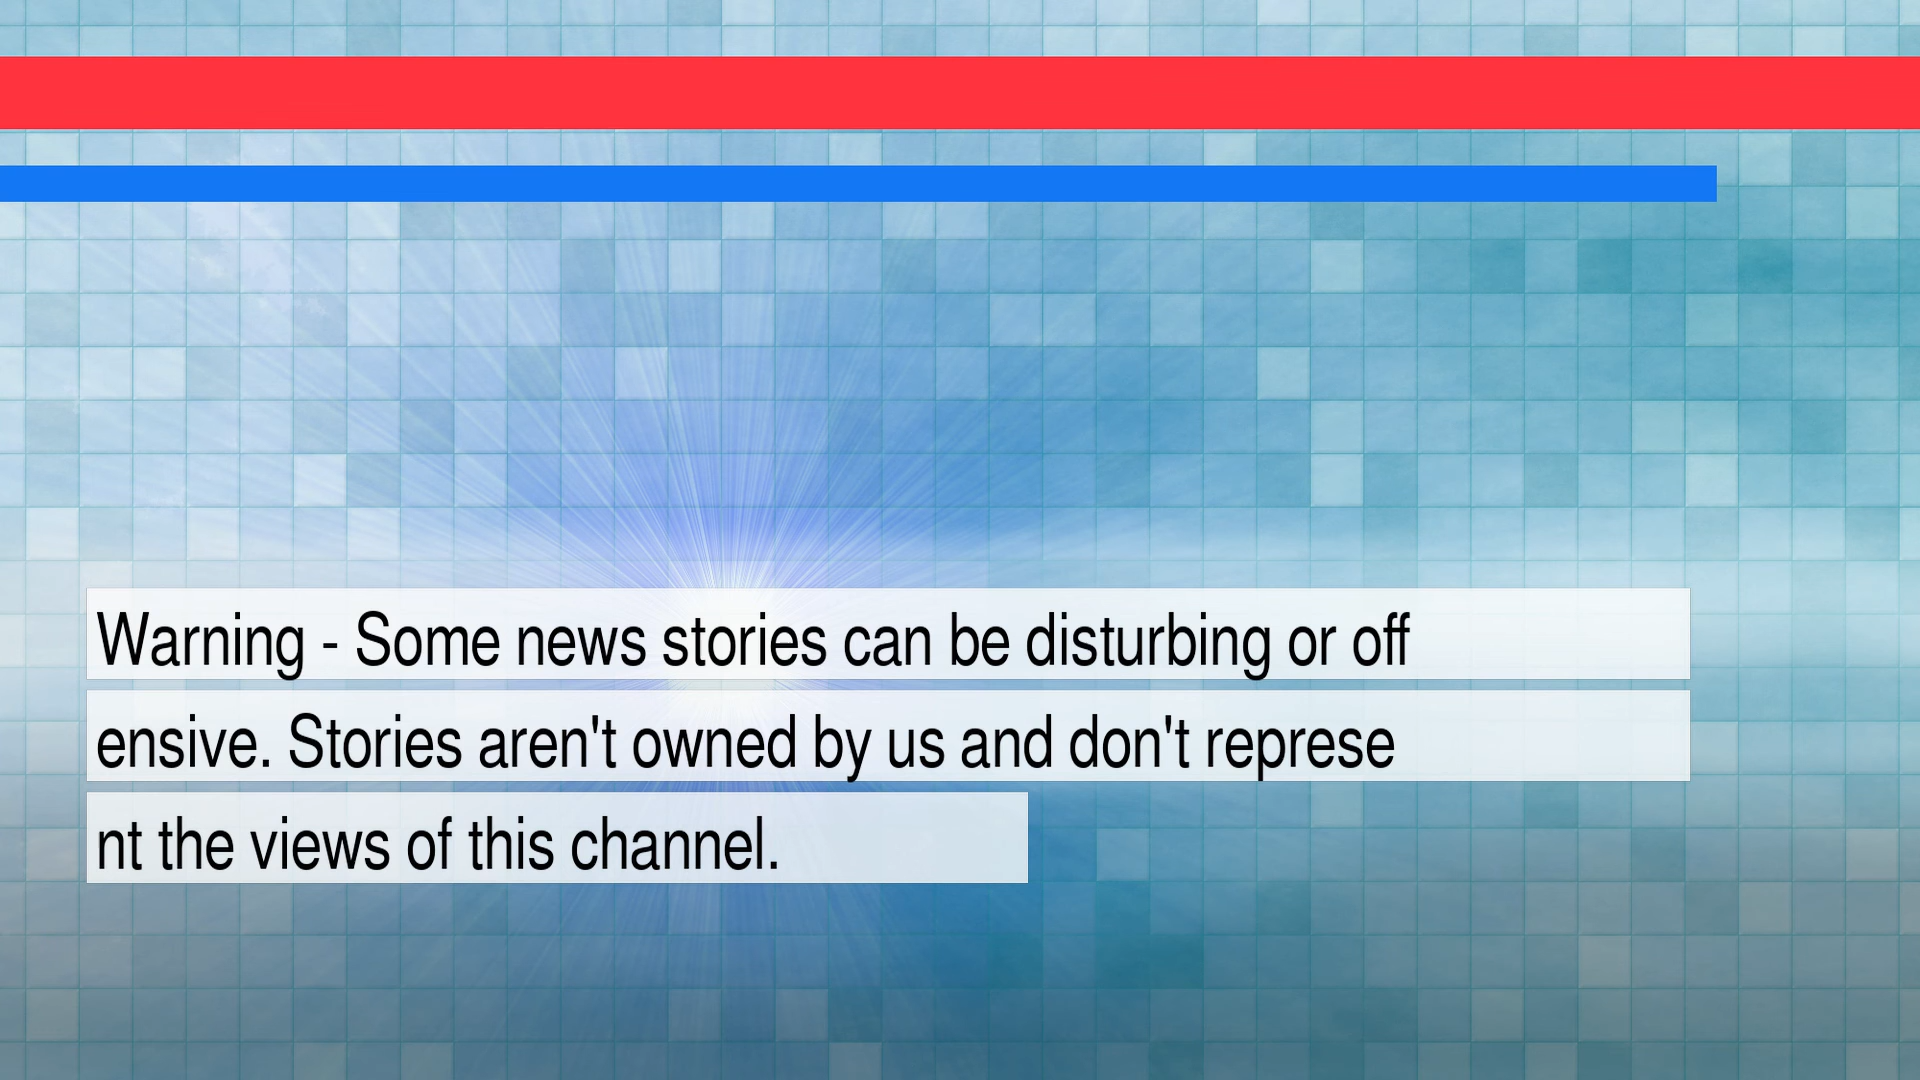 Warning - Some news stories can be disturbing or off
ensive. Stories aren't owned by us and don't represe
nt the views of this channel.